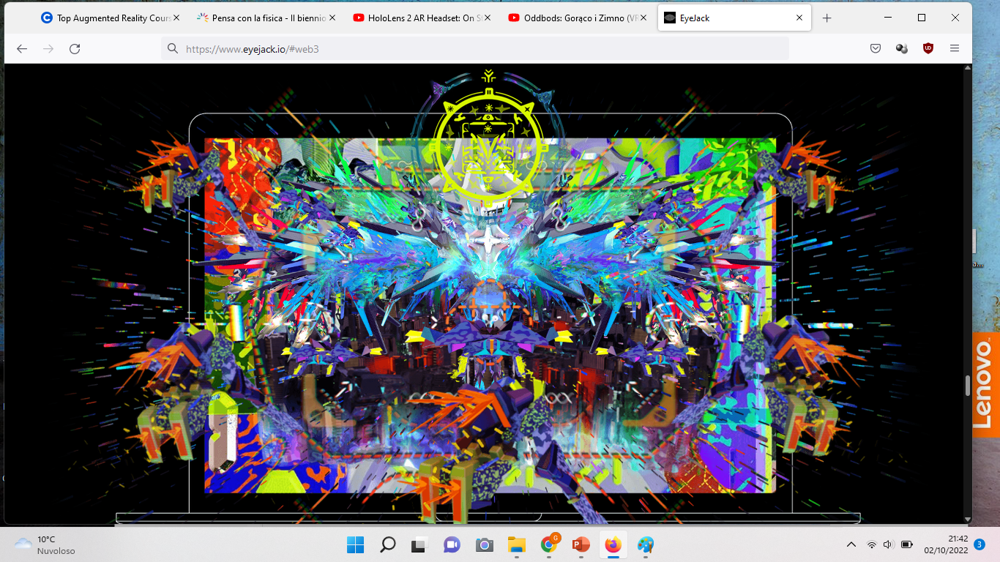 Top Augmented Reality Cours
Pensa con la fisica - Il biennio
HoloLens 2 AR Headset: On S
Oddbods: Gorąco i Zimno (VR
EyeJack
https://www.eyejack.io/#web3
Lenovo
10°C
Nuvoloso
G
21:42
02/10/2022
3